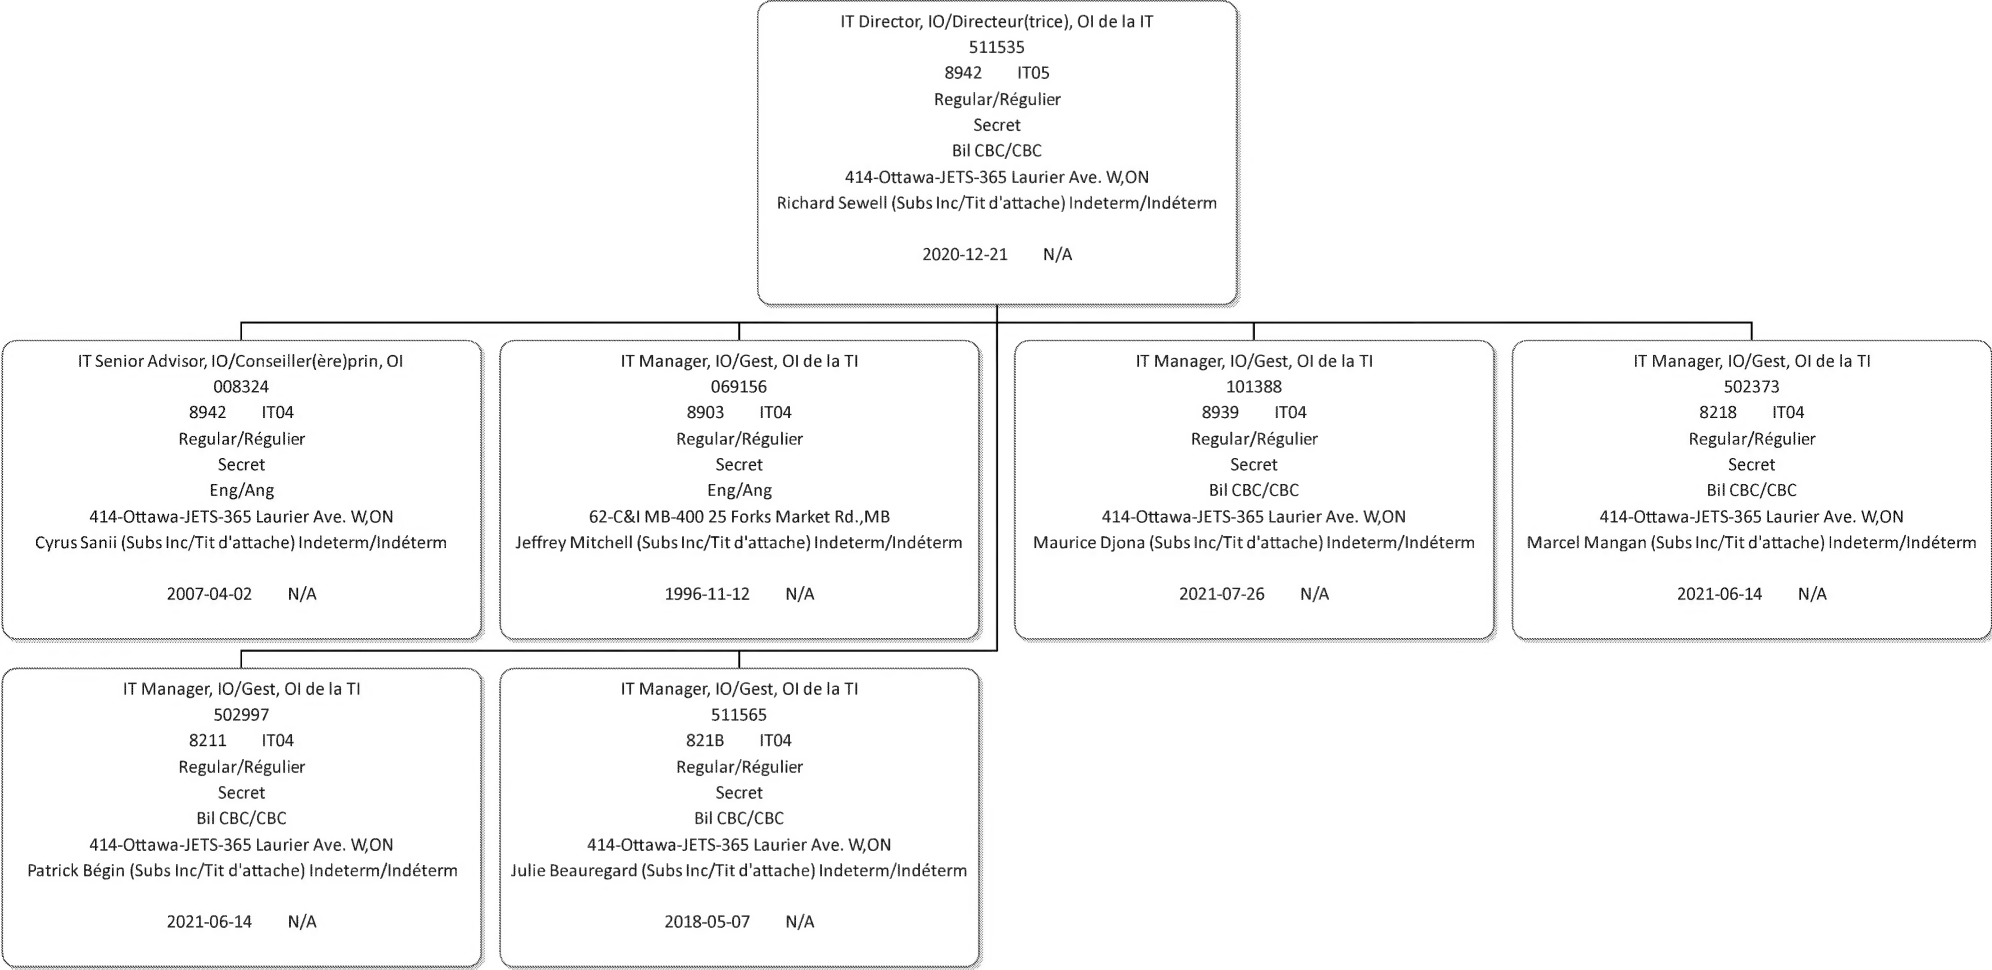 IT Director, IO/Directeur(trice), OI de la IT
511535
8942 IT05
Regular/Régulier
Secret
Bil CBC/CBC
414-Ottawa-JETS-365 Laurier Ave. W,ON
Richard Sewell (Subs Inc/Tit d'attache) Indeterm/Indéterm
2020-12-21 N/A
IT Senior Advisor, IO/Conseiller(ère)prin, OI
008324
8942 IT04
Regular/Régulier
Secret
Eng/Ang
414-Ottawa-JETS-365 Laurier Ave. W,ON
Cyrus Sanii (Subs Inc/Tit d'attache) Indeterm/Indéterm
2007-04-02 N/A
IT Manager, IO/Gest, OI de la TI
069156
8903 IT04
Regular/Régulier
Secret
Eng/Ang
62-C&I MB-400 25 Forks Market Rd.,MB
Jeffrey Mitchell (Subs Inc/Tit d'attache) Indeterm/Indéterm
1996-11-12 N/A
IT Manager, IO/Gest, OI de la TI
101388
8939 IT04
Regular/Régulier
Secret
Bil CBC/CBC
414-Ottawa-JETS-365 Laurier Ave. W,ON
Maurice Djona (Subs Inc/Tit d'attache) Indeterm/Indéterm
2021-07-26 N/A
IT Manager, IO/Gest, OI de la TI
502373
8218 IT04
Regular/Régulier
Secret
Bil CBC/CBC
414-Ottawa-JETS-365 Laurier Ave. W,ON
Marcel Mangan (Subs Inc/Tit d'attache) Indeterm/Indéterm
2021-06-14 N/A
IT Manager, IO/Gest, OI de la TI
502997
8211 IT04
Regular/Régulier
Secret
Bil CBC/CBC
414-Ottawa-JETS-365 Laurier Ave. W,ON
Patrick Bégin (Subs Inc/Tit d'attache) Indeterm/Indéterm
2021-06-14 N/A
IT Manager, IO/Gest, OI de la TI
511565
821B IT04
Regular/Régulier
Secret
Bil CBC/CBC
414-Ottawa-JETS-365 Laurier Ave. W,ON
Julie Beauregard (Subs Inc/Tit d'attache) Indeterm/Indéterm
2018-05-07 N/A